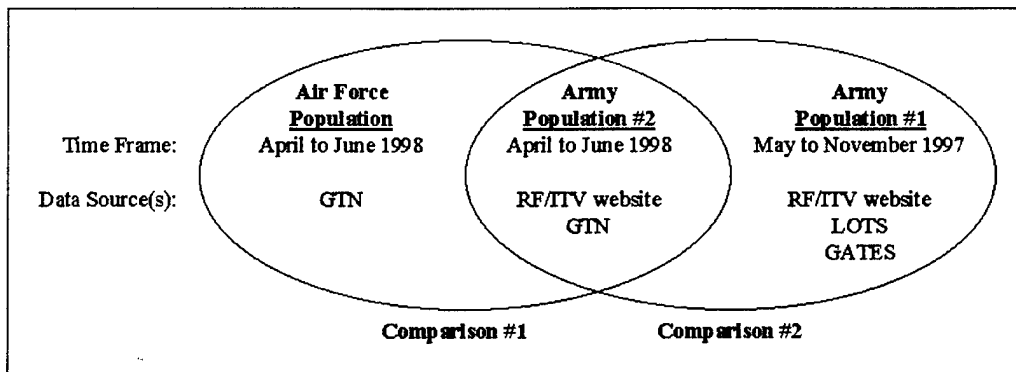 Air Force Army Army
Population Population #2 Population #1
Time Frame: April to June 1998 April to June 1998 May to November 1997
Data Source(s): GTN RF/ITV website RF/ITV website
GTN LOTS
GATES
Comparison #1 Comparison #2